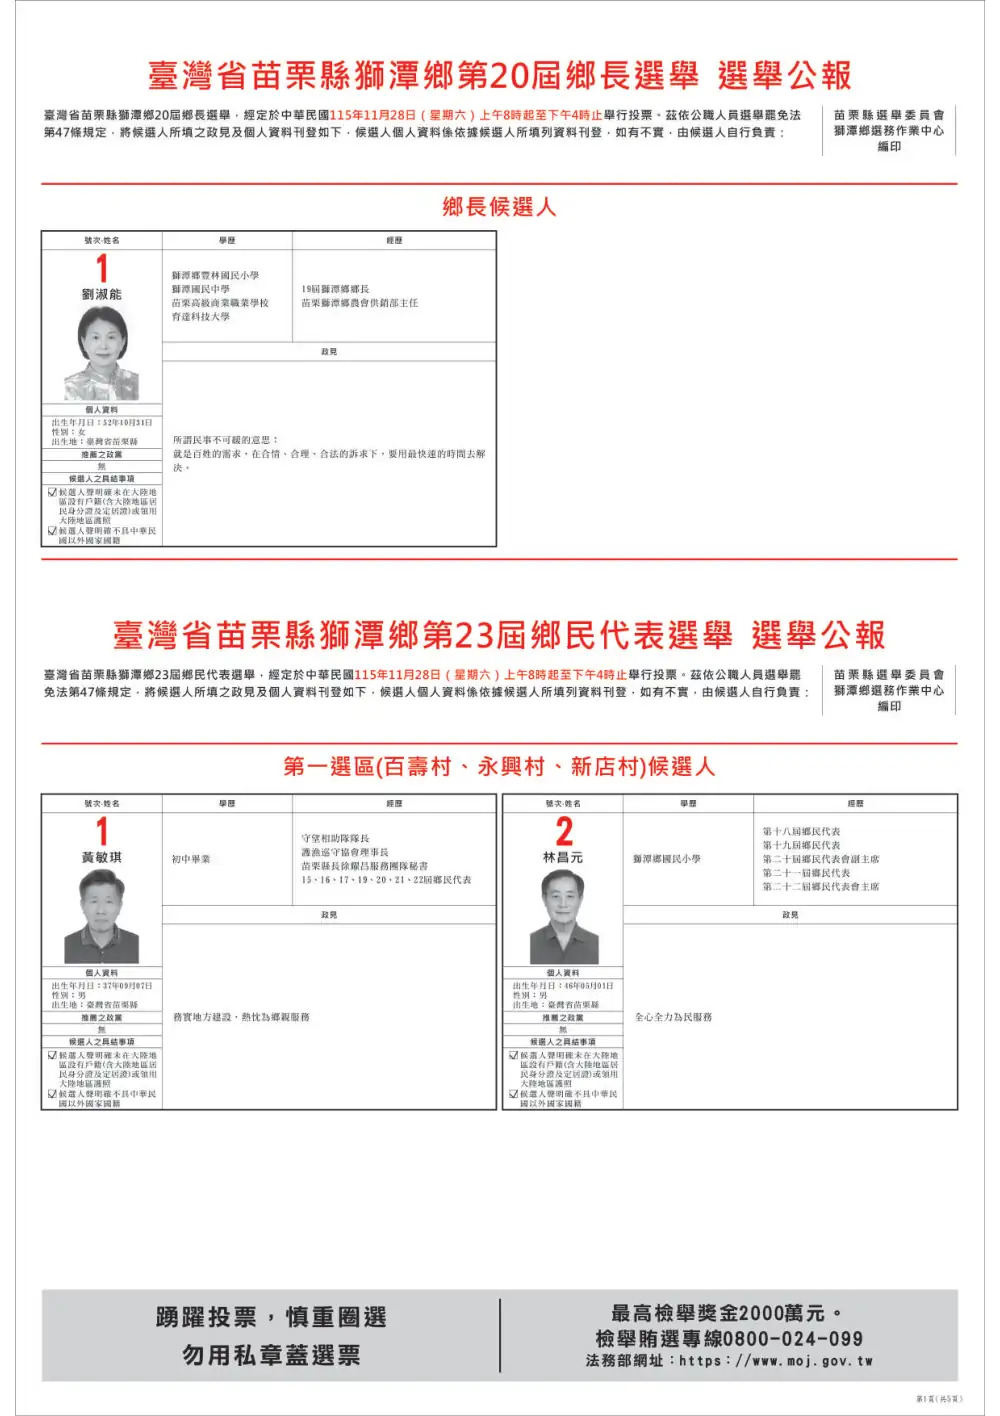 臺灣省苗栗縣獅潭鄉第20屆鄉長選舉 選舉公報
臺灣省苗栗縣獅潭鄉20屆鄉長選舉，經定於中華民國115年11月28日（星期六）上午8時起至下午4時止舉行投票、茲依公職人員選舉罷免法
第47條規定，將候選人所填之政見及個人資料刊登如下，候選人個人資料係依據候選人所填列資料刊登，如有不實，由候選人自行負責：
苗栗縣選舉委員會
獅潭鄉選務作業中心
編印
鄉長候選人
號次·姓名
學歷
經歷
1
劉淑能
獅潭鄉豐林國民小學
獅潭國民中學
苗栗高級商業職業學校
育達科技大學
19屆獅潭鄉鄉長
苗栗獅潭鄉農會供銷部主任
政見
個人資料
出生年月日：52年10月31日
性別：女
出生地：臺灣省苗栗縣
推薦之政黨
無
候選人之具結事項
☑候選人聲明確未在大陸地
區設有戶籍(含大陸地區居
民身分證及定居證)或領用
大陸地區護照
☑候選人聲明確不具中華民
國以外國家國籍
所謂民事不可緩的意思：
就是百姓的需求，在合情、合理、合法的訴求下，要用最快速的時間去解
決。
臺灣省苗栗縣獅潭鄉第23屆鄉民代表選舉 選舉公報
臺灣省苗栗縣獅潭鄉23屆鄉民代表選舉，經定於中華民國115年11月28日（星期六）上午8時起至下午4時止舉行投票。茲依公職人員選舉罷
免法第47條規定，將候選人所填之政見及個人資料刊登如下，候選人個人資料係依據候選人所填列資料刊登，如有不實，由候選人自行負責：
苗栗縣選舉委員會
獅潭鄉選務作業中心
編印
第一選區(百壽村、永興村、新店村)候選人
號次·姓名
學歷
經歷
1
黃敏琪
初中畢業
守望相助隊隊長
護漁巡守協會理事長
苗栗縣長徐耀昌服務團隊秘書
15、16、17、19、20、21、22屆鄉民代表
政見
個人資料
出生年月日：37年09月07日
性別：男
出生地：臺灣省苗栗縣
推薦之政黨
無
候選人之具結事項
☑候選人聲明確未在大陸地
區設有戶籍(含大陸地區居
民身分證及定居證)或領用
大陸地區護照
☑候選人聲明確不具中華民
國以外國家國籍
務實地方建設，熱忱為鄉親服務
號次·姓名
學歷
經歷
2
林昌元
獅潭鄉國民小學
第十八屆鄉民代表
第十九屆鄉民代表
第二十屆鄉民代表會副主席
第二十一屆鄉民代表
第二十二屆鄉民代表會主席
政見
個人資料
出生年月日：46年05月01日
性別：男
出生地：臺灣省苗栗縣
推薦之政黨
無
候選人之具結事項
☑候選人聲明確未在大陸地
區設有戶籍(含大陸地區居
民身分證及定居證)或領用
大陸地區護照
☑候選人聲明確不具中華民
國以外國家國籍
全心全力為民服務
踴躍投票，慎重圈選
勿用私章蓋選票
最高檢舉獎金2000萬元。
檢舉賄選專線0800-024-099
法務部網址：https：//www.moj.gov.tw
第1頁(共5頁)